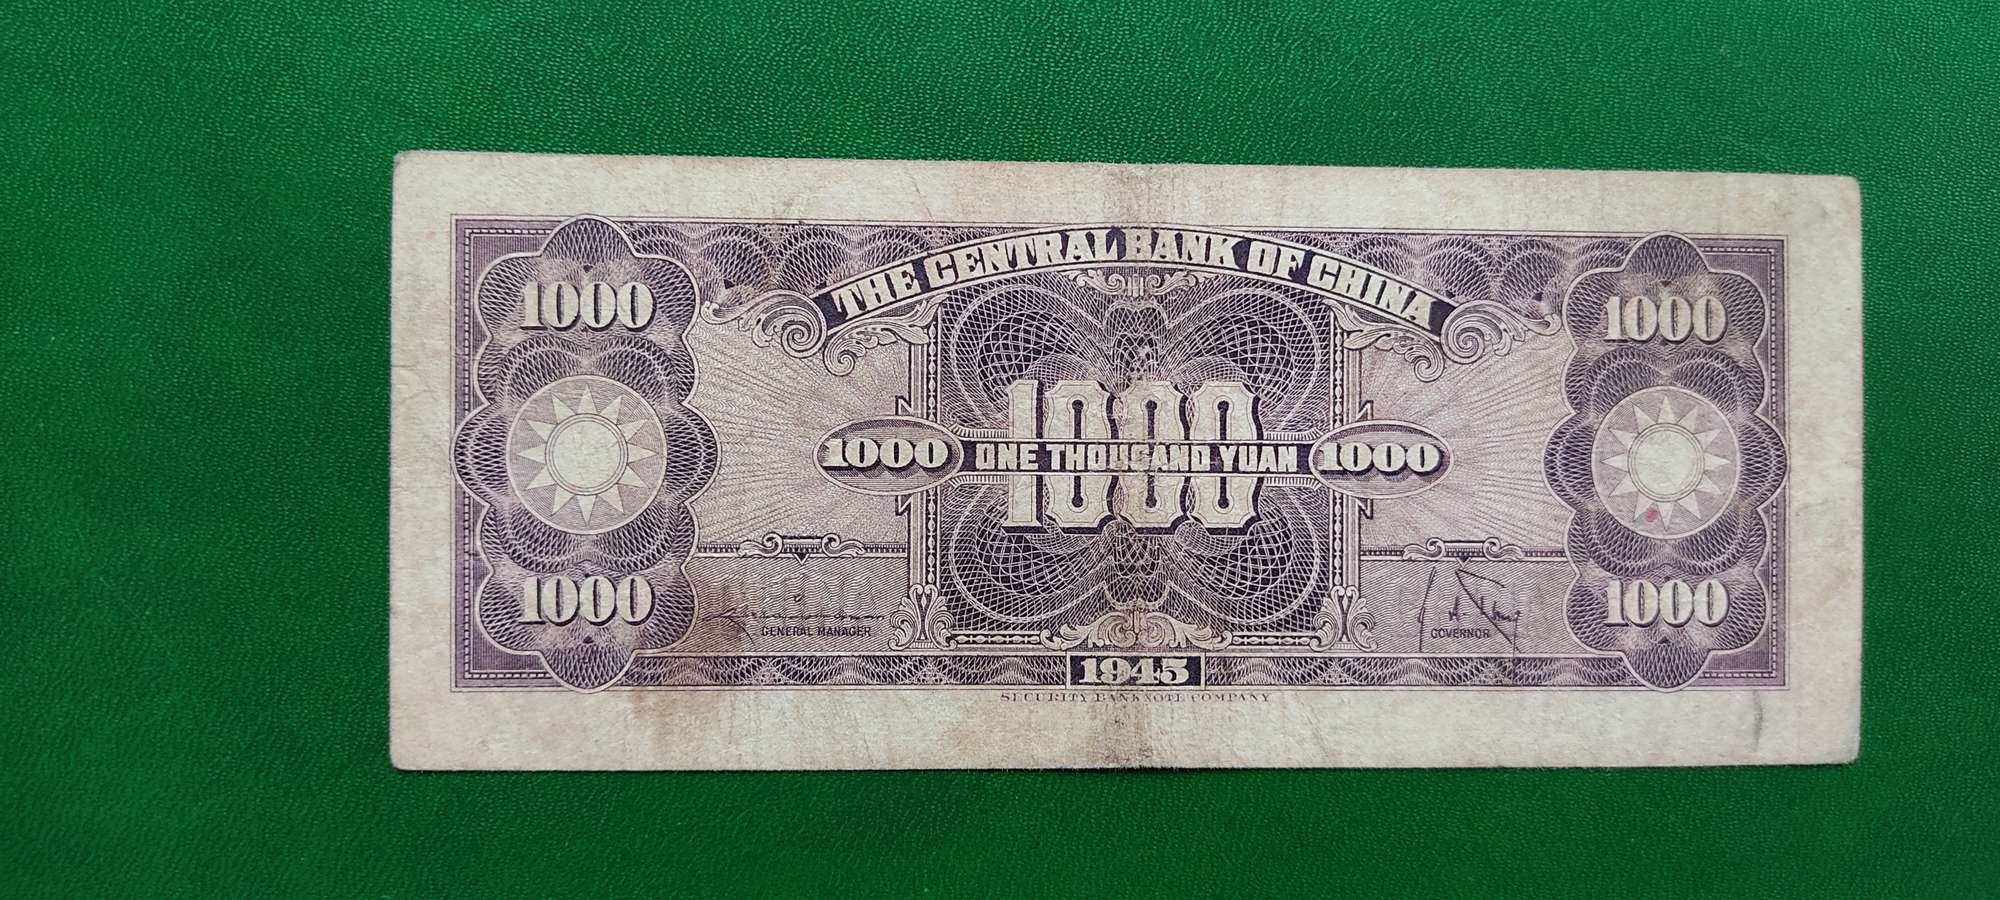 THE CENTRAL BANK OF CHINA
1000
1000
1000
1000 ONE THOUSAND YUAN 1000
1000
1000
GENERAL MANAGER
GOVERNOR
1945
SECURITY BANKNOTE COMPANY